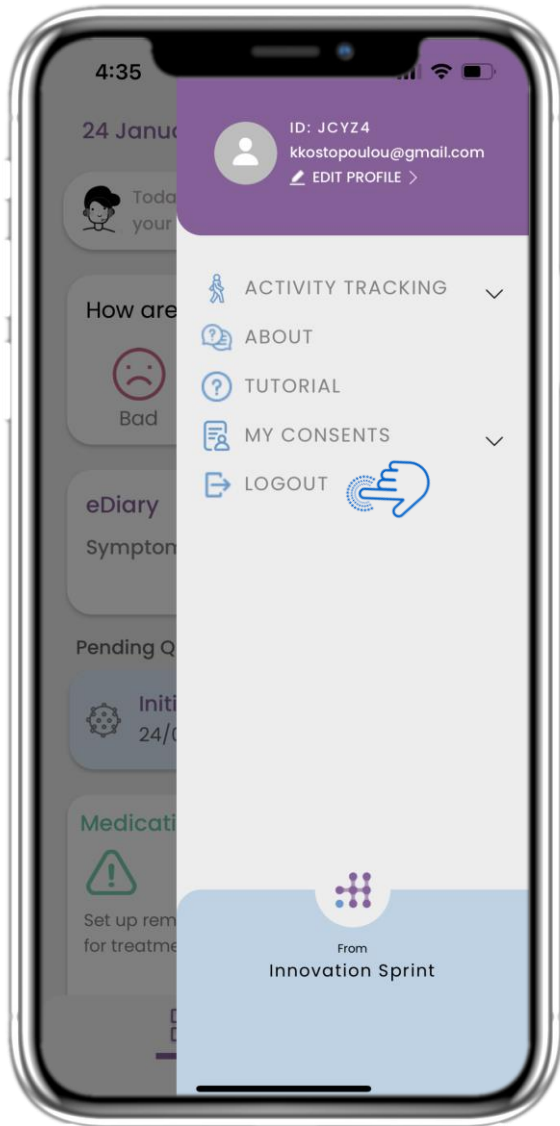 4:35
24 Janua
Toda
your
How are
Bad
eDiary
Symptom
Pending Q
Initi
24/0
Medicati
Set up rem
for treatme
ID: JCYZ4
kkostopoulou@gmail.com
EDIT PROFILE >
ACTIVITY TRACKING
ABOUT
TUTORIAL
MY CONSENTS
LOGOUT
From
Innovation Sprint